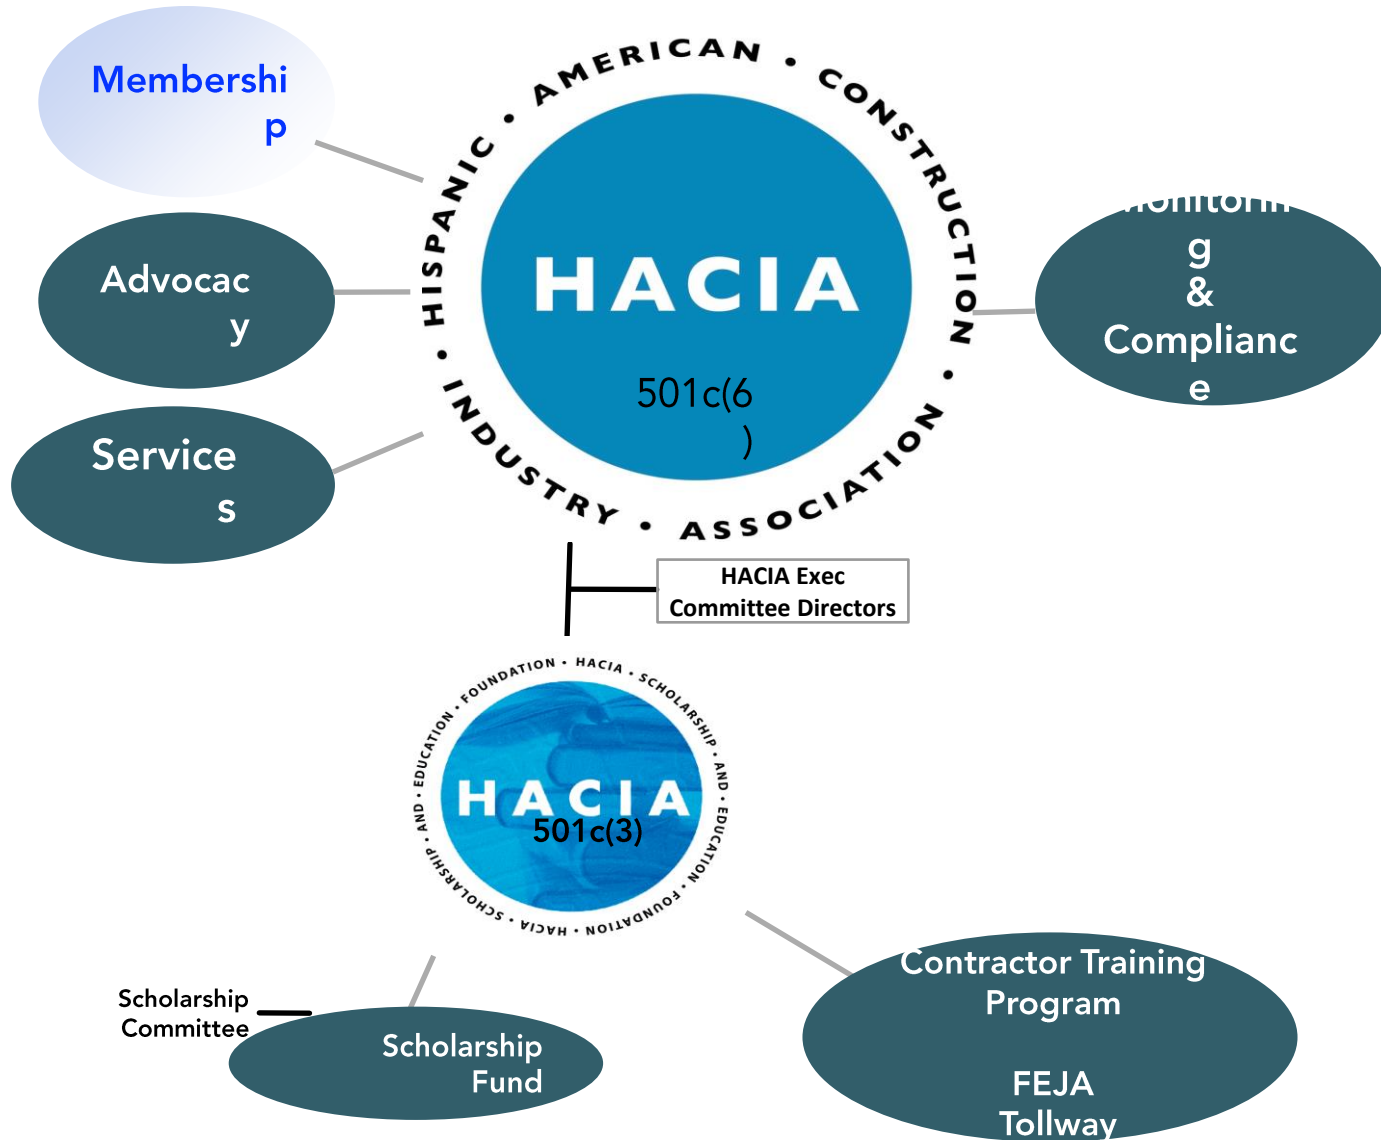 Membershi
p
HISPANIC • AMERICAN • CONSTRUCTION • INDUSTRY • ASSOCIATION •
HACIA
501c(6
)
Advocac
y
Service
s
Monitorin
g
&
Complianc
e
HACIA Exec
Committee Directors
HACIA • SCHOLARSHIP • AND • EDUCATION • FOUNDATION • HACIA • SCHOLARSHIP • AND • EDUCATION • FOUNDATION •
HACIA
501c(3)
Scholarship
Committee
Scholarship
Fund
Contractor Training
Program
FEJA
Tollway